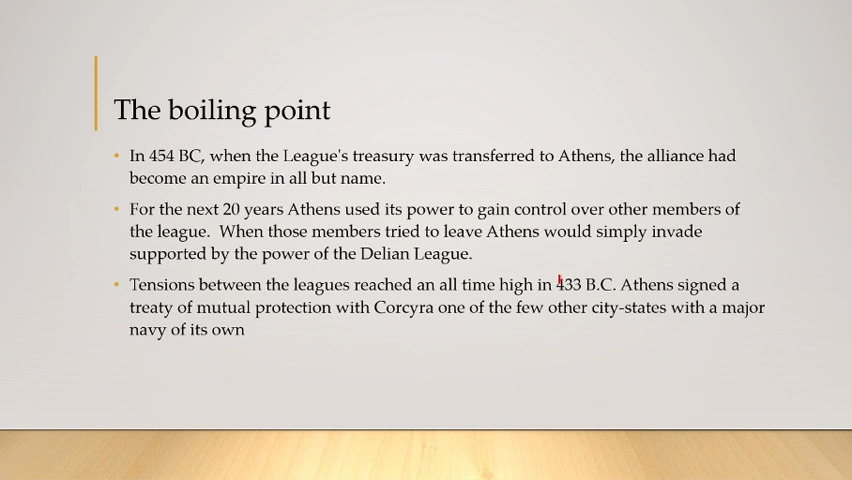 The boiling point
• In 454 BC, when the League's treasury was transferred to Athens, the alliance had
become an empire in all but name.
• For the next 20 years Athens used its power to gain control over other members of
the league.  When those members tried to leave Athens would simply invade
supported by the power of the Delian League.
• Tensions between the leagues reached an all time high in 433 B.C. Athens signed a
treaty of mutual protection with Corcyra one of the few other city-states with a major
navy of its own